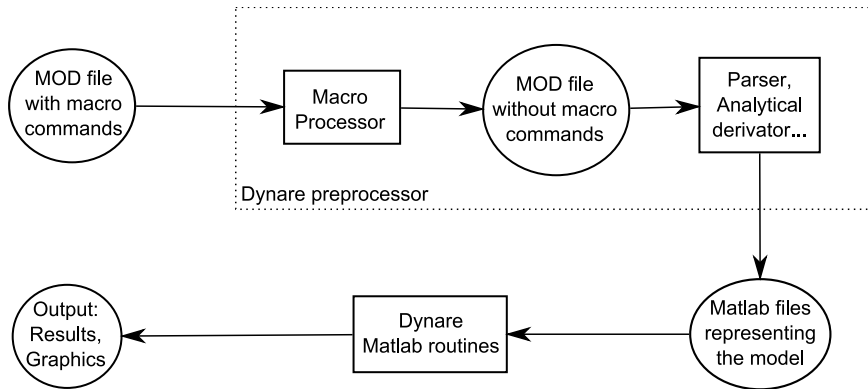 MOD file
with macro
commands
Macro
Processor
MOD file
without macro
commands
Parser,
Analytical
derivator...
Dynare preprocessor
Output:
Results,
Graphics
Dynare
Matlab routines
Matlab files
representing
the model